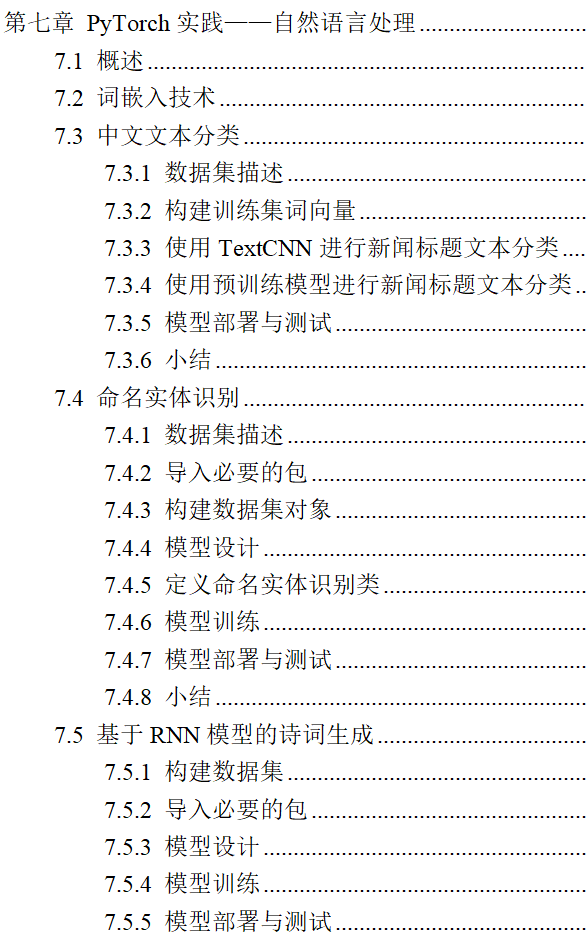 第七章 PyTorch 实践——自然语言处理
7.1 概述
7.2 词嵌入技术
7.3 中文文本分类
7.3.1 数据集描述
7.3.2 构建训练集词向量
7.3.3 使用 TextCNN 进行新闻标题文本分类
7.3.4 使用预训练模型进行新闻标题文本分类
7.3.5 模型部署与测试
7.3.6 小结
7.4 命名实体识别
7.4.1 数据集描述
7.4.2 导入必要的包
7.4.3 构建数据集对象
7.4.4 模型设计
7.4.5 定义命名实体识别类
7.4.6 模型训练
7.4.7 模型部署与测试
7.4.8 小结
7.5 基于 RNN 模型的诗词生成
7.5.1 构建数据集
7.5.2 导入必要的包
7.5.3 模型设计
7.5.4 模型训练
7.5.5 模型部署与测试